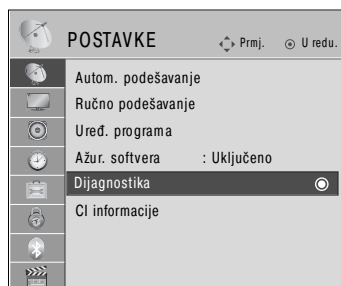 POSTAVKE Prmj. U redu.
Autom. podešavanje
Ručno podešavanje
Uređ. programa
Ažur. softvera : Uključeno
Dijagnostika
CI informacije